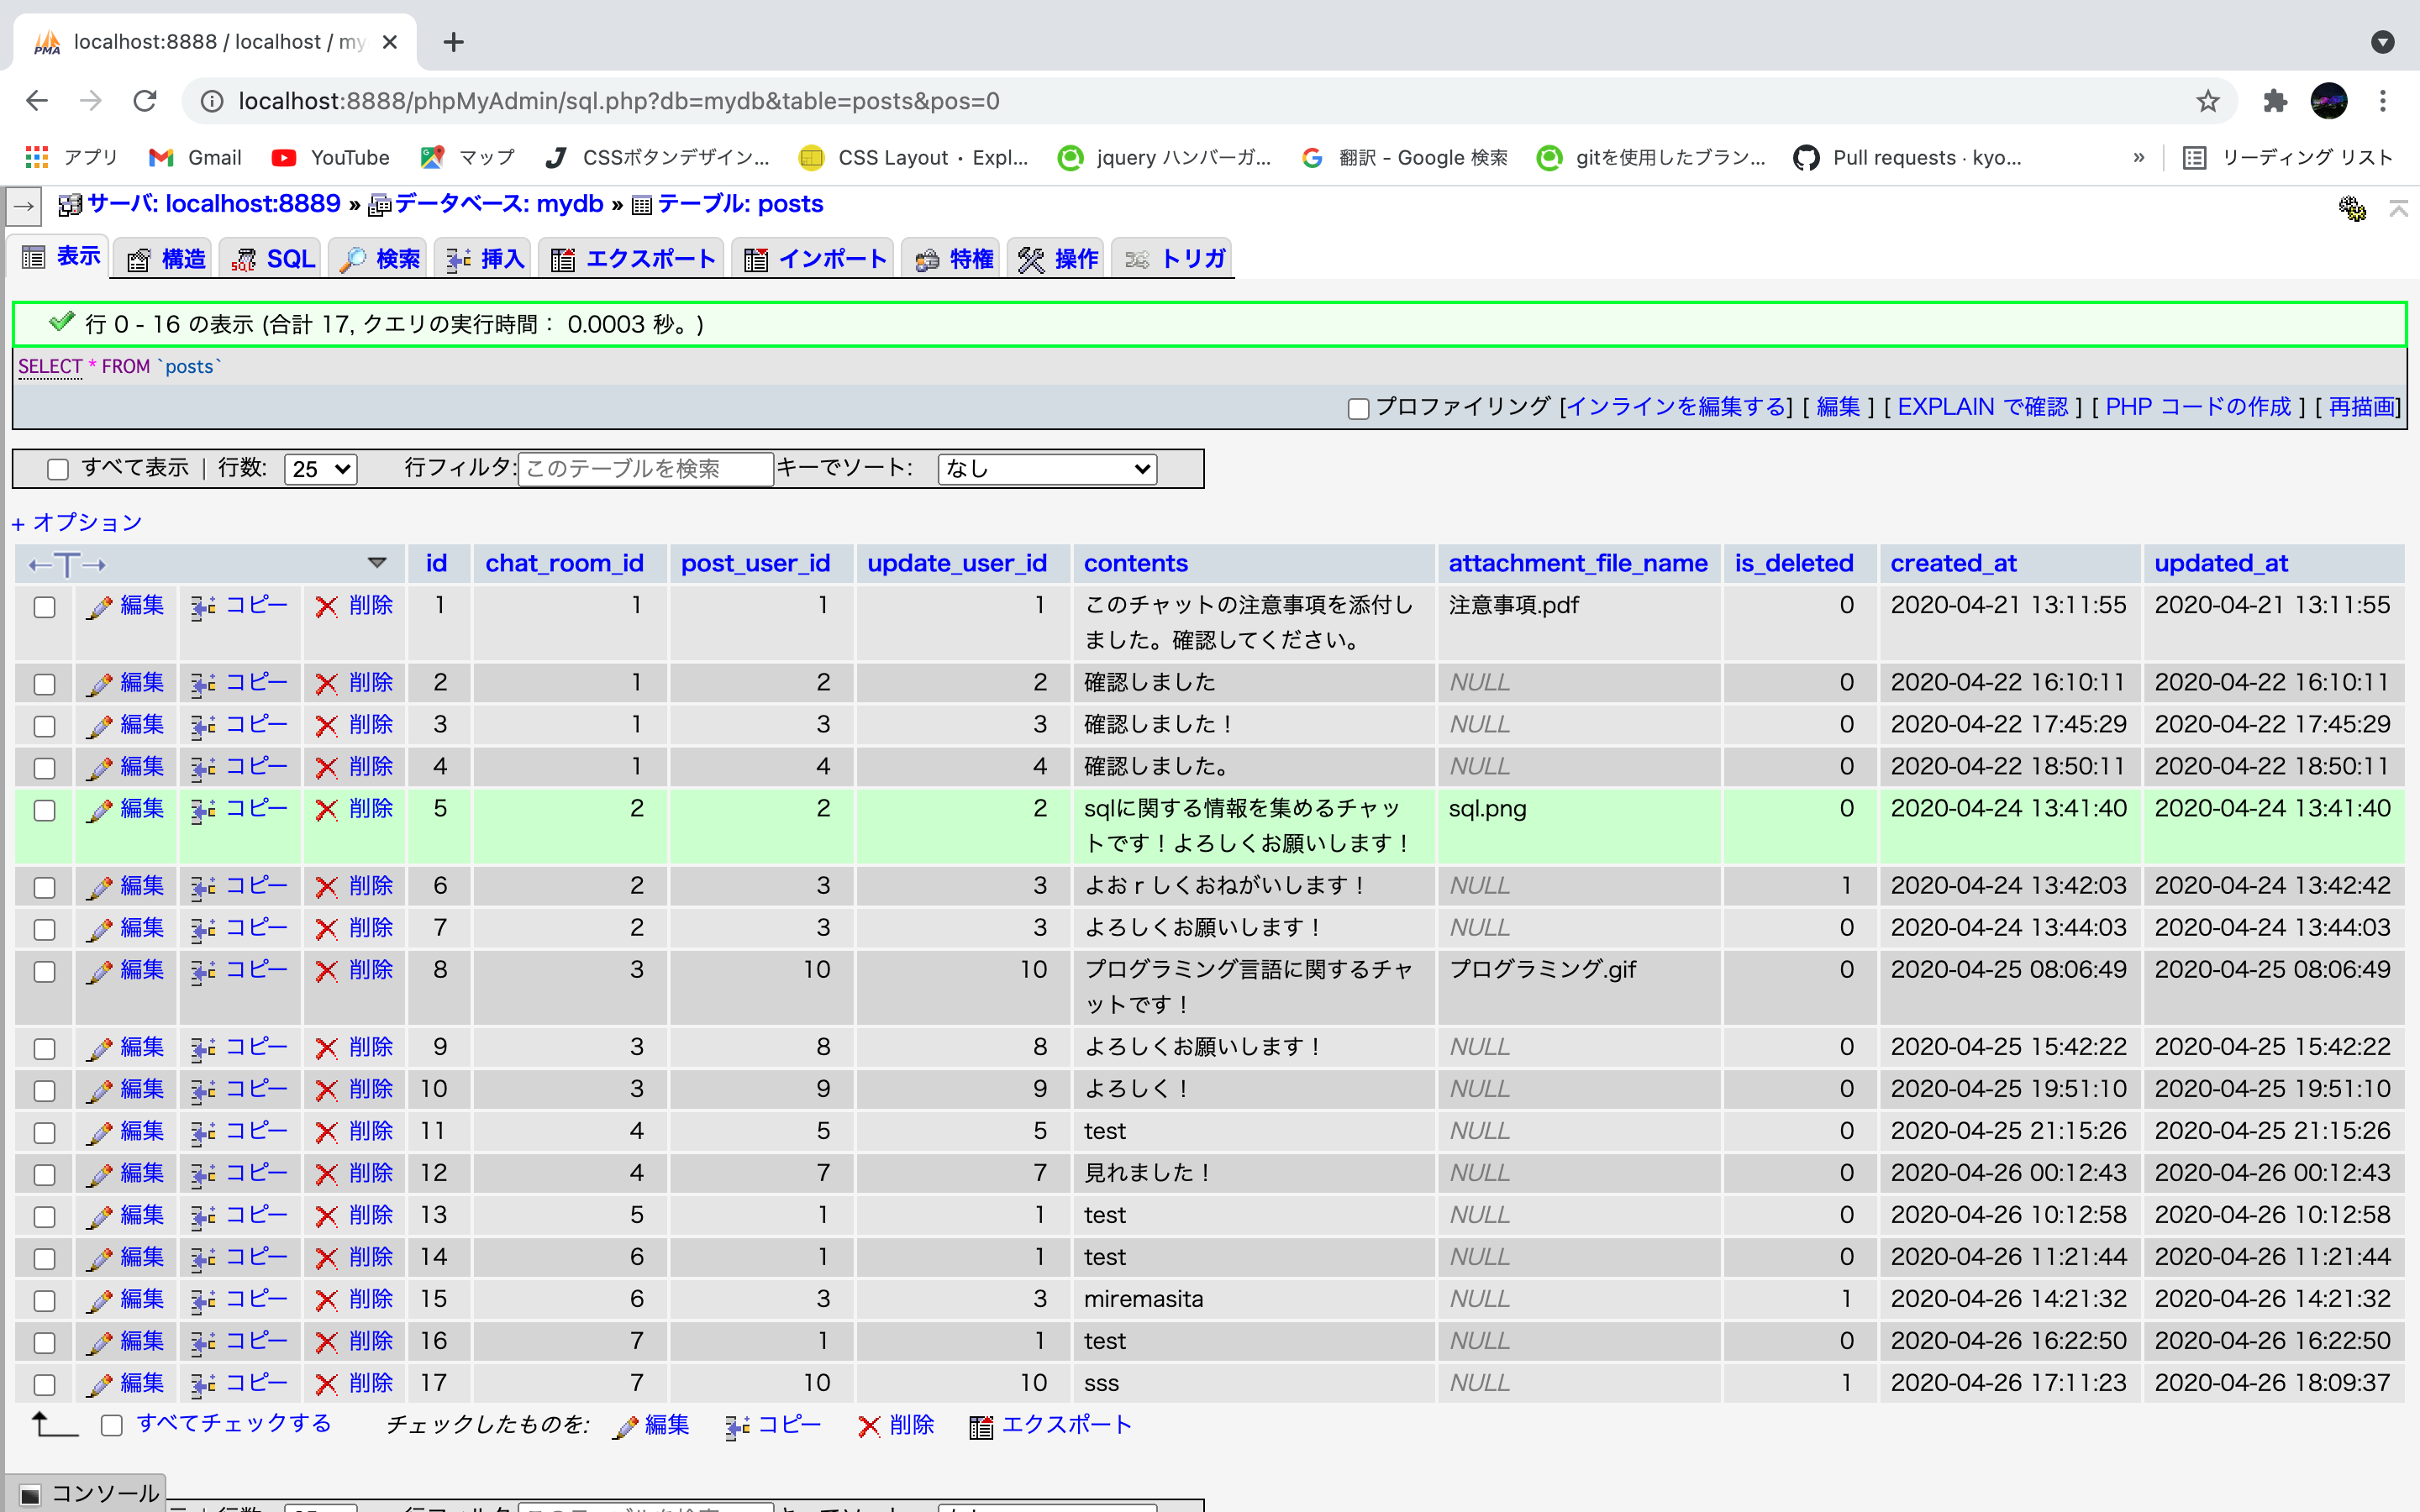 localhost:8888 / localhost / my
localhost:8888/phpMyAdmin/sql.php?db=mydb&table=posts&pos=0
アプリ Gmail YouTube マップ CSSボタンデザイン... CSS Layout・Expl... jquery ハンバーガ... 翻訳 - Google 検索 gitを使用したブラン... Pull requests · kyo... » リーディング リスト
サーバ: localhost:8889 » データベース: mydb » テーブル: posts
表示 構造 SQL 検索 挿入 エクスポート インポート 特権 操作 トリガ
行 0 - 16 の表示 (合計 17, クエリの実行時間： 0.0003 秒。)
SELECT * FROM `posts`
プロファイリング [インラインを編集する] [ 編集 ] [ EXPLAIN で確認 ] [ PHP コードの作成 ] [ 再描画]
すべて表示 | 行数: 25 行フィルタ: このテーブルを検索 キーでソート: なし
+ オプション
←T→ id chat_room_id post_user_id update_user_id contents attachment_file_name is_deleted created_at updated_at
編集 コピー 削除 1 1 1 1 このチャットの注意事項を添付し 注意事項.pdf 0 2020-04-21 13:11:55 2020-04-21 13:11:55
ました。確認してください。
編集 コピー 削除 2 1 2 2 確認しました NULL 0 2020-04-22 16:10:11 2020-04-22 16:10:11
編集 コピー 削除 3 1 3 3 確認しました！ NULL 0 2020-04-22 17:45:29 2020-04-22 17:45:29
編集 コピー 削除 4 1 4 4 確認しました。 NULL 0 2020-04-22 18:50:11 2020-04-22 18:50:11
編集 コピー 削除 5 2 2 2 sqlに関する情報を集めるチャッ sql.png 0 2020-04-24 13:41:40 2020-04-24 13:41:40
トです！よろしくお願いします！
編集 コピー 削除 6 2 3 3 よおｒしくおねがいします！ NULL 1 2020-04-24 13:42:03 2020-04-24 13:42:42
編集 コピー 削除 7 2 3 3 よろしくお願いします！ NULL 0 2020-04-24 13:44:03 2020-04-24 13:44:03
編集 コピー 削除 8 3 10 10 プログラミング言語に関するチャ プログラミング.gif 0 2020-04-25 08:06:49 2020-04-25 08:06:49
ットです！
編集 コピー 削除 9 3 8 8 よろしくお願いします！ NULL 0 2020-04-25 15:42:22 2020-04-25 15:42:22
編集 コピー 削除 10 3 9 9 よろしく！ NULL 0 2020-04-25 19:51:10 2020-04-25 19:51:10
編集 コピー 削除 11 4 5 5 test NULL 0 2020-04-25 21:15:26 2020-04-25 21:15:26
編集 コピー 削除 12 4 7 7 見れました！ NULL 0 2020-04-26 00:12:43 2020-04-26 00:12:43
編集 コピー 削除 13 5 1 1 test NULL 0 2020-04-26 10:12:58 2020-04-26 10:12:58
編集 コピー 削除 14 6 1 1 test NULL 0 2020-04-26 11:21:44 2020-04-26 11:21:44
編集 コピー 削除 15 6 3 3 miremasita NULL 1 2020-04-26 14:21:32 2020-04-26 14:21:32
編集 コピー 削除 16 7 1 1 test NULL 0 2020-04-26 16:22:50 2020-04-26 16:22:50
編集 コピー 削除 17 7 10 10 sss NULL 1 2020-04-26 17:11:23 2020-04-26 18:09:37
すべてチェックする チェックしたものを: 編集 コピー 削除 エクスポート
コンソール